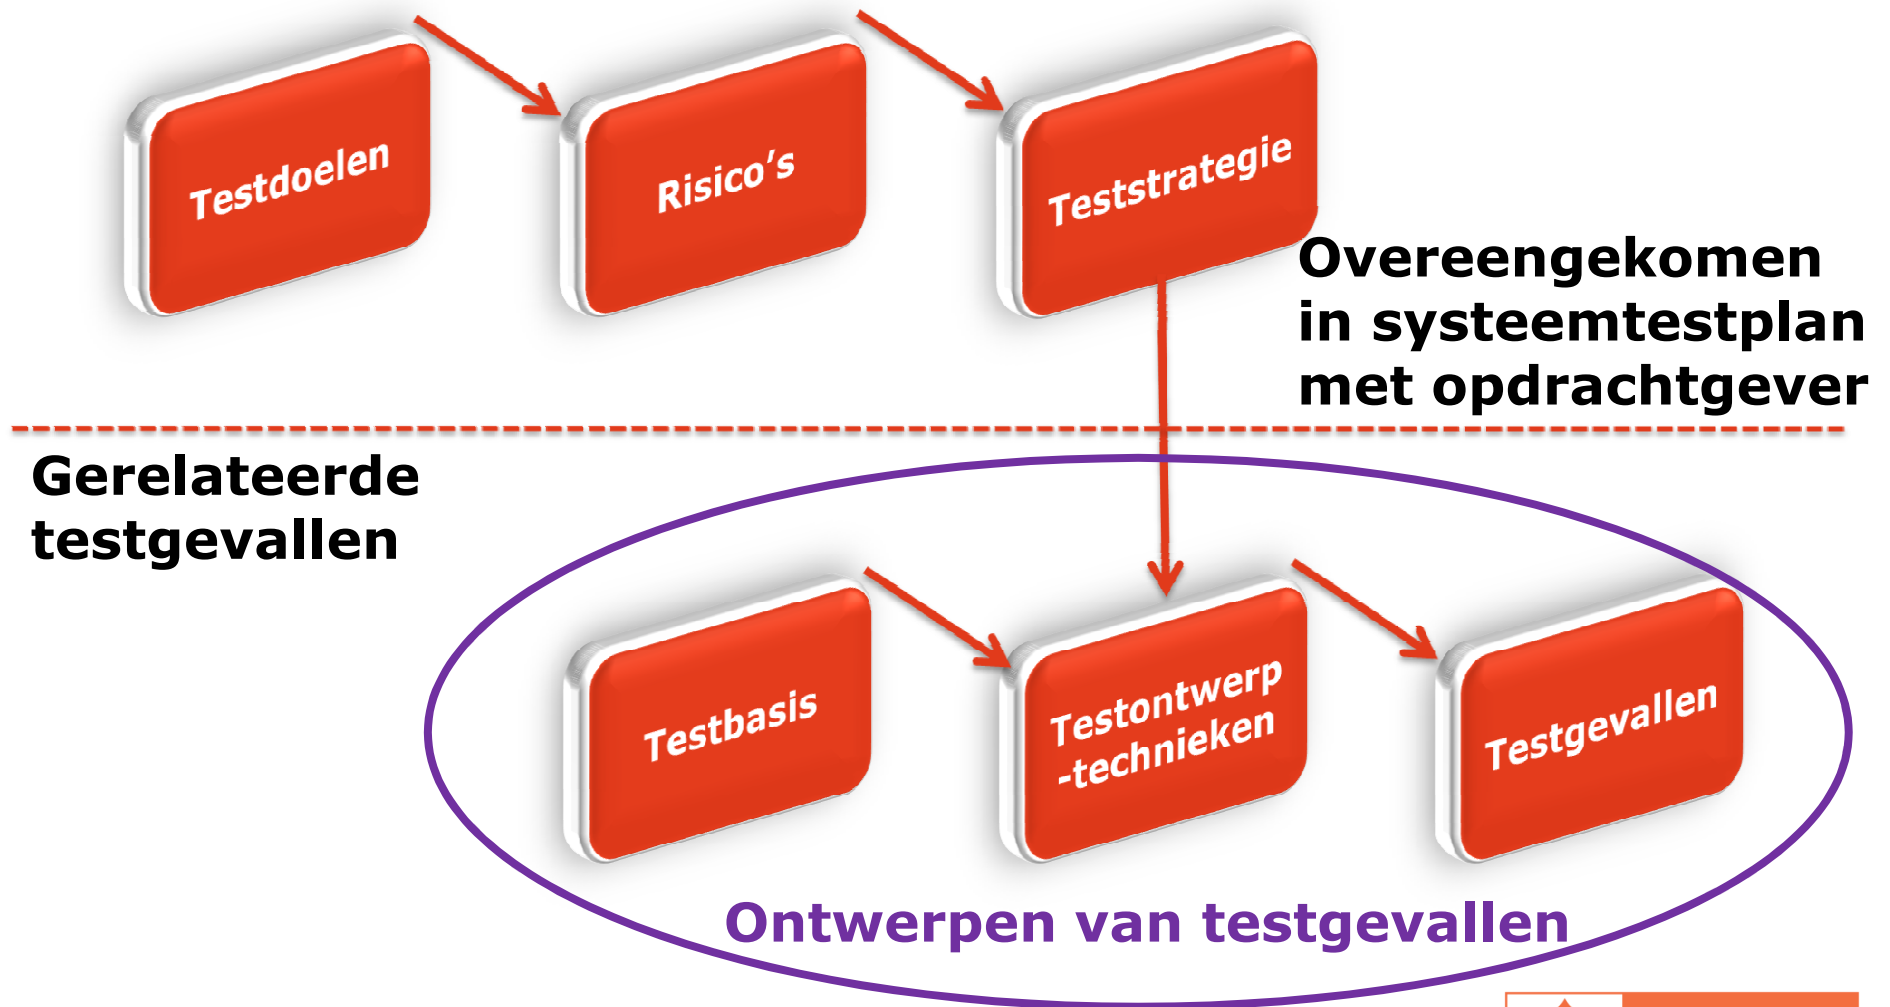 Testdoelen
Risico’s
Teststrategie
Overeengekomen
in systeemtestplan
met opdrachtgever
Gerelateerde
testgevallen
Testbasis
Testontwerp
-technieken
Testgevallen
Ontwerpen van testgevallen